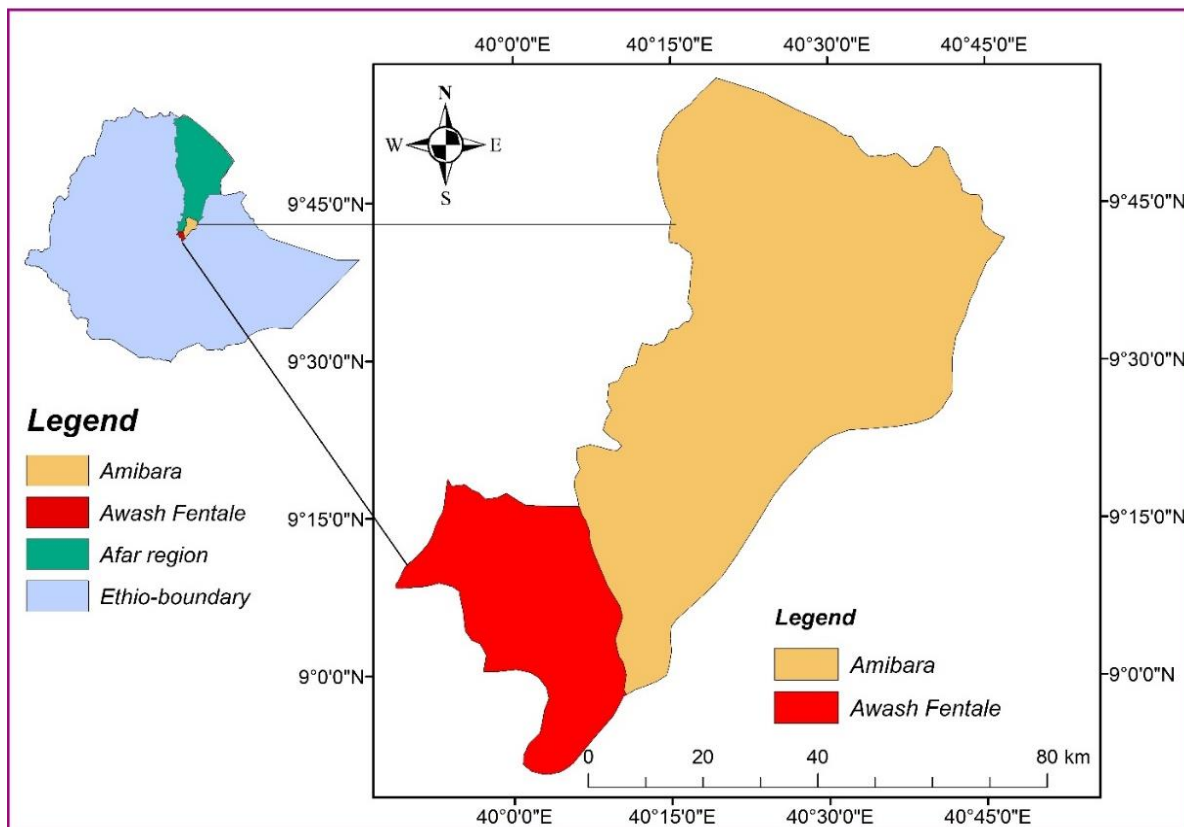 40°0'0"E 40°15'0"E 40°30'0"E 40°45'0"E
N
W E
S
9°45'0"N 9°45'0"N
9°30'0"N 9°30'0"N
9°15'0"N 9°15'0"N
9°0'0"N 9°0'0"N
Legend
Amibara
Awash Fentale
Afar region
Ethio-boundary
Legend
Amibara
Awash Fentale
0 20 40 80 km
40°0'0"E 40°15'0"E 40°30'0"E 40°45'0"E